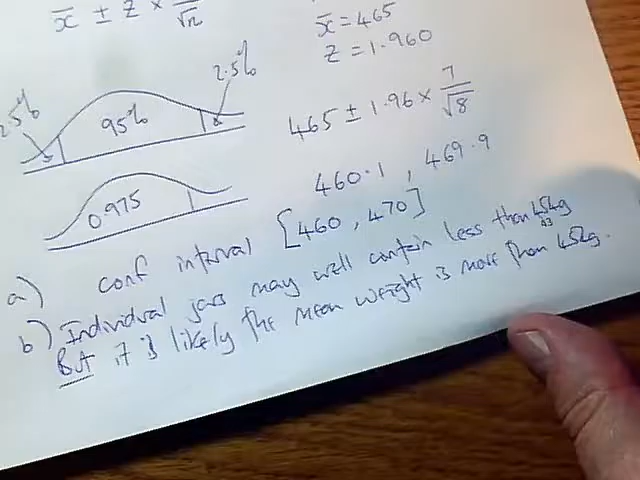 x̄ ± z × /√n
x̄ = 465
z = 1.960
2.5%
2.5%
95%
465 ± 1.96 × 7/√8
0.975
460.1 , 469.9
a) conf interval [460, 470]
b) Individual jars may well contain less than 454g
But it is likely the mean weight is more than 454g.